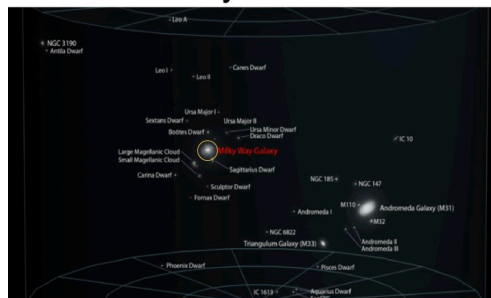 Leo A
NGC 3190
Antila Dwarf
Leo I
Canes Dwarf
Leo II
Ursa Major I
Sextans Dwarf
Ursa Major II
Ursa Minor Dwarf
Boötes Dwarf
Draco Dwarf
IC 10
Milky Way Galaxy
Large Magellanic Cloud
Small Magellanic Cloud
Sagittarius Dwarf
Carina Dwarf
NGC 185
NGC 147
Sculptor Dwarf
Fornax Dwarf
M110
Andromeda Galaxy (M31)
Andromeda I
M32
NGC 6822
Triangulum Galaxy (M33)
Andromeda II
Andromeda III
Phoenix Dwarf
Pisces Dwarf
IC 1613
Aquarius Dwarf